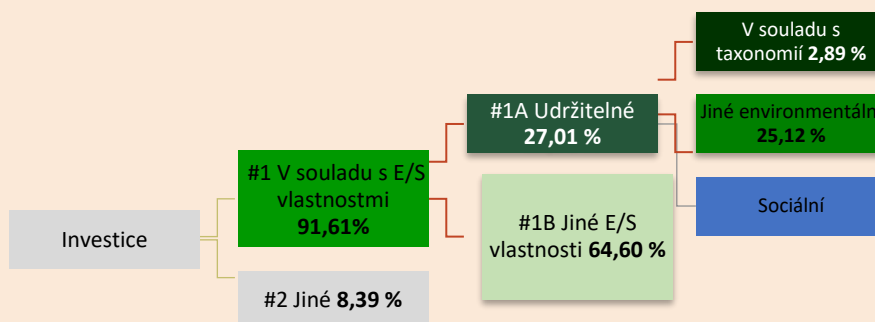 V souladu s
taxonomií 2,89 %
#1A Udržitelné
27,01 %
Jiné environmentáln
25,12 %
#1 V souladu s E/S
vlastnostmi
91,61%
#1B Jiné E/S
vlastnosti 64,60 %
Sociální
Investice
#2 Jiné 8,39 %